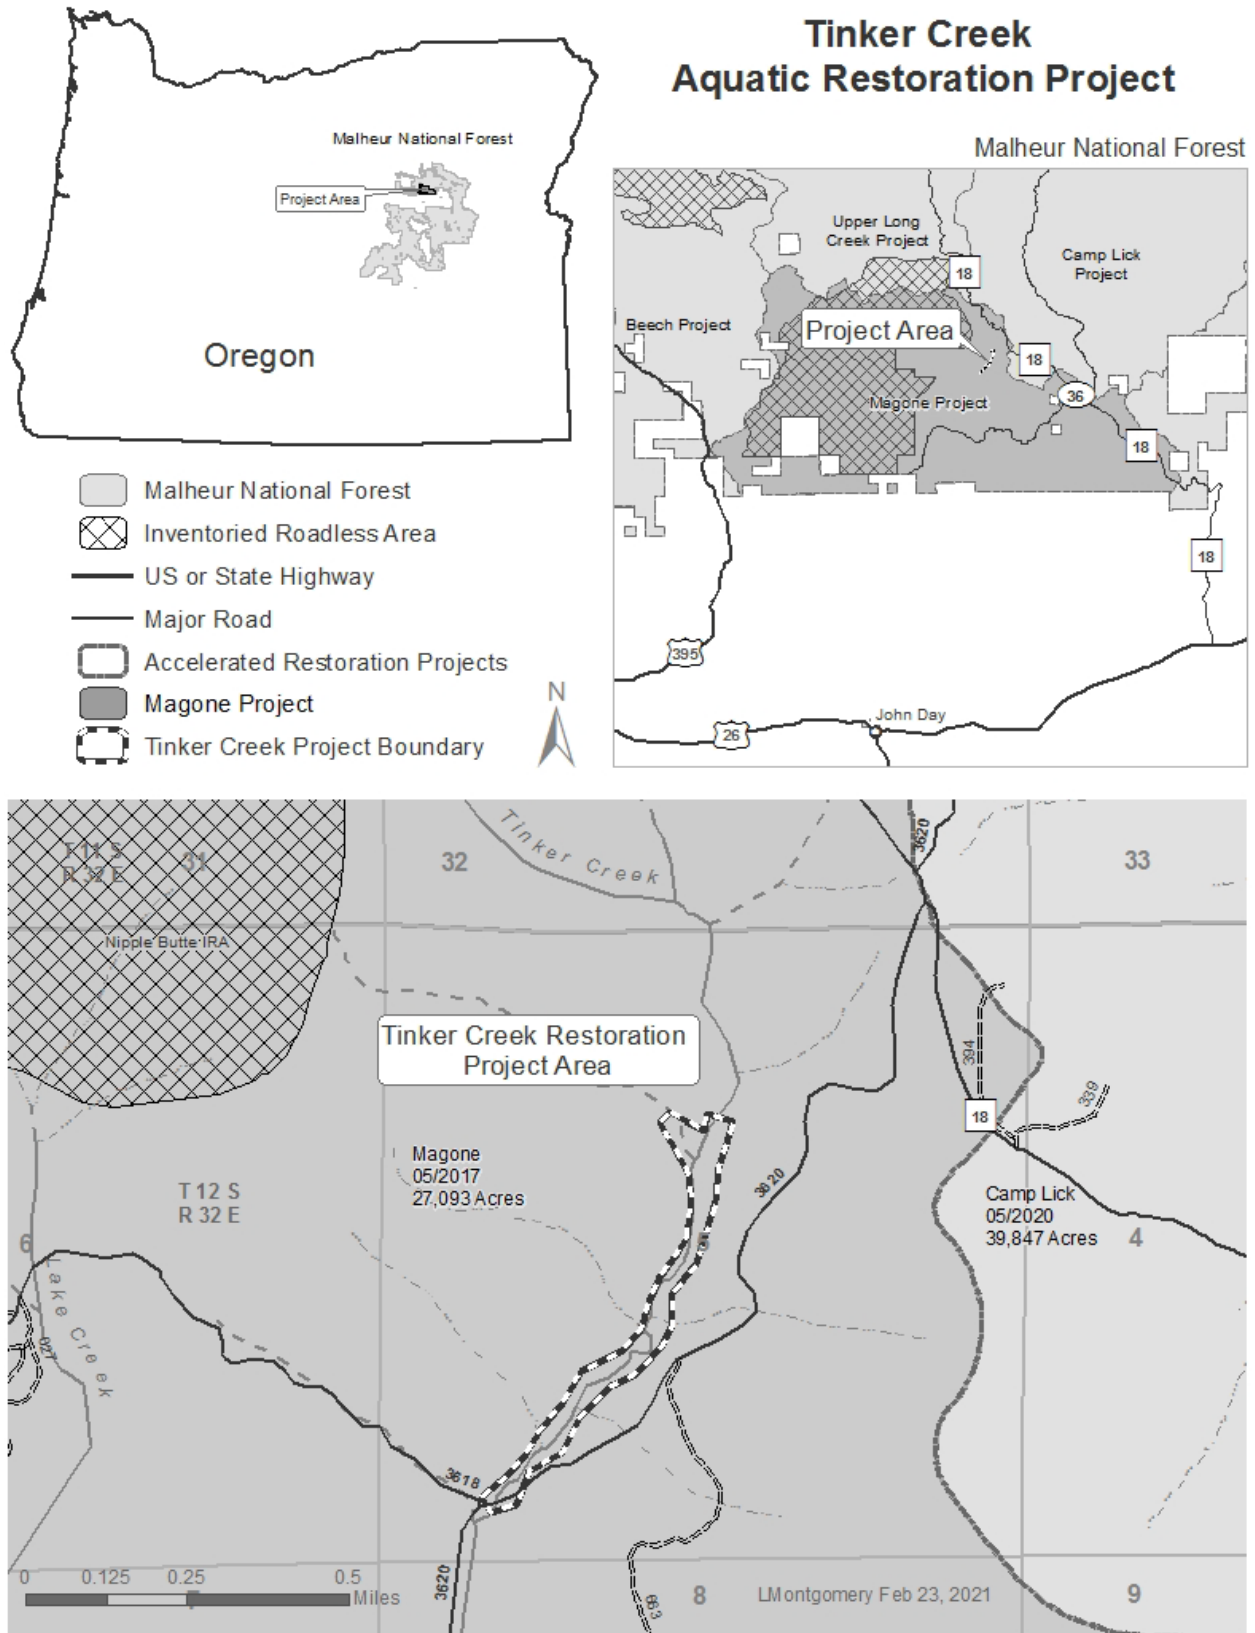 Tinker Creek
Aquatic Restoration Project
Malheur National Forest
Malheur National Forest
Project Area
Oregon
Upper Long
Creek Project
Camp Lick
Project
18
Beech Project
Project Area
18
36
Magone Project
18
18
395
John Day
26
Malheur National Forest
Inventoried Roadless Area
US or State Highway
Major Road
Accelerated Restoration Projects
Magone Project
Tinker Creek Project Boundary
N
T 11 S
R 32 E
31
32
Tinker Creek
3620
33
Nipple Butte IRA
Tinker Creek Restoration
Project Area
394
339
18
Magone
05/2017
27,093 Acres
T 12 S
R 32 E
3620
Camp Lick
05/2020
39,847 Acres
6
4
Lake Creek
027
3618
3620
0 0.125 0.25 0.5
Miles
663
8
LMontgomery Feb 23, 2021
9